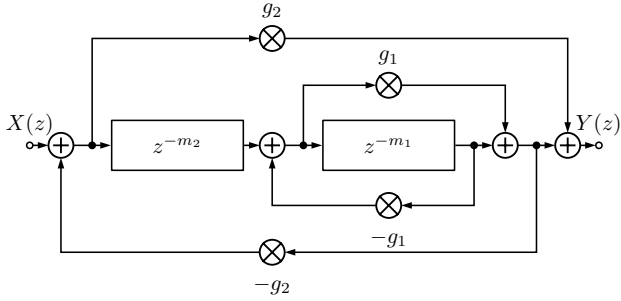 g₂
g₁
X(z)
Y(z)
z^{-m₂}
z^{-m₁}
-g₁
-g₂